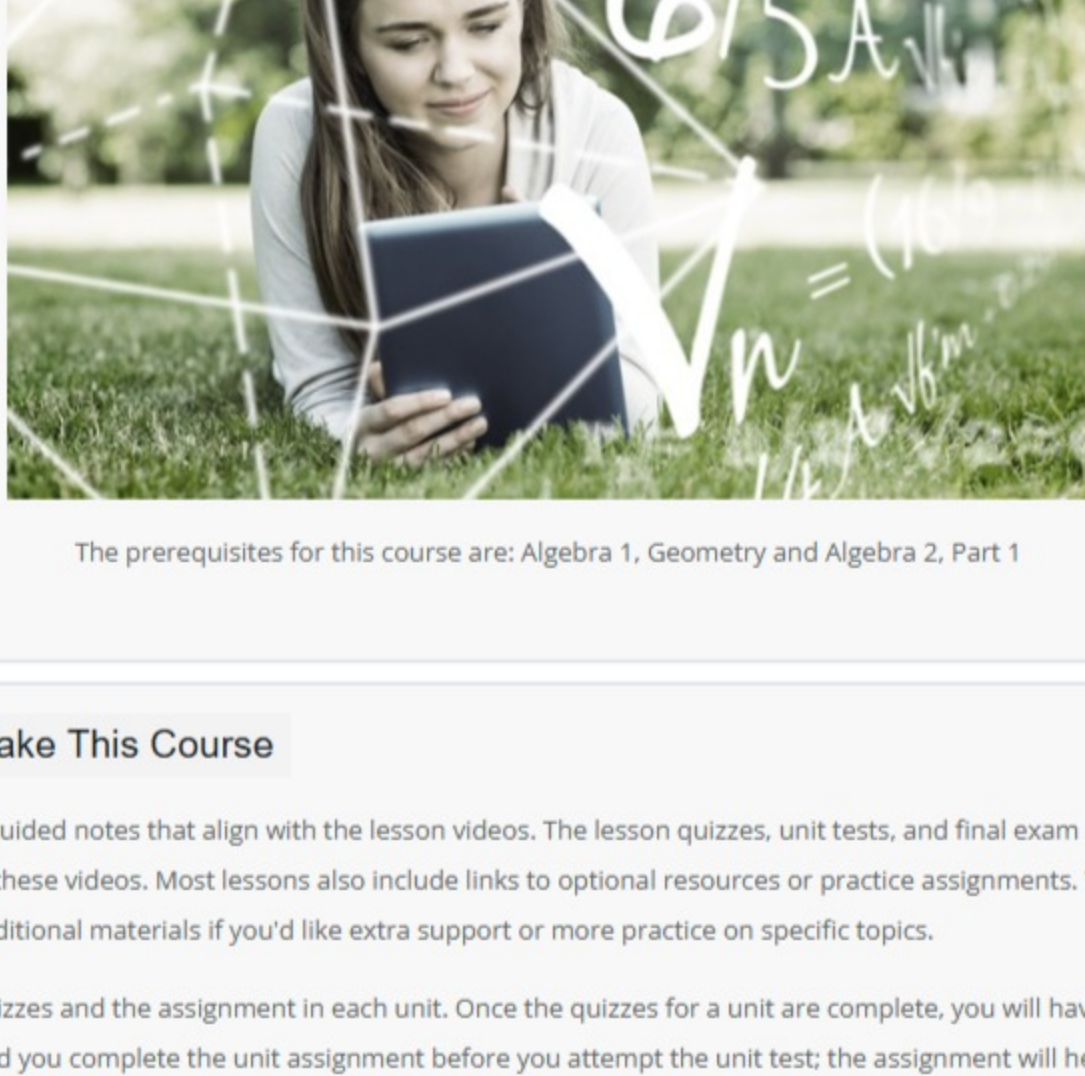 6/5 A
√n
= (16
The prerequisites for this course are: Algebra 1, Geometry and Algebra 2, Part 1
ake This Course
uided notes that align with the lesson videos. The lesson quizzes, unit tests, and final exam
these videos. Most lessons also include links to optional resources or practice assignments.
ditional materials if you'd like extra support or more practice on specific topics.
izzes and the assignment in each unit. Once the quizzes for a unit are complete, you will hav
d you complete the unit assignment before you attempt the unit test; the assignment will he